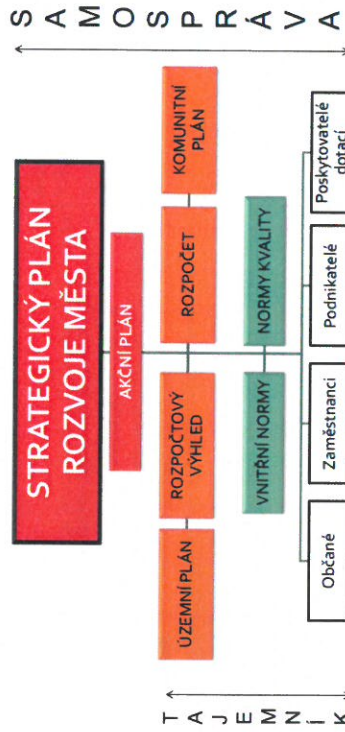 STRATEGICKÝ PLÁN
ROZVOJE MĚSTA
AKČNÍ PLÁN
ÚZEMNÍ PLÁN
ROZPOČTOVÝ
VÝHLED
ROZPOČET
KOMUNITNÍ
PLÁN
VNITŘNÍ NORMY
NORMY KVALITY
Občané
Zaměstnanci
Podnikatelé
Poskytovatelé
dotací
TAJEMNÍK
SAMOSPRÁVA